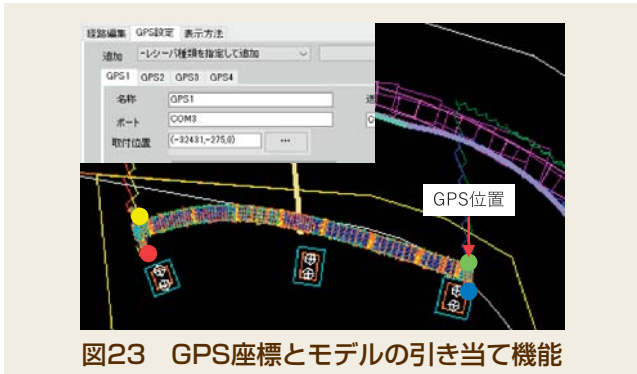 経路編集 GPS設定 表示方法
追加 -レシーバ種類を指定して追加
GPS1 GPS2 GPS3 GPS4
名称 GPS1
ポート COM3
取付位置 (-32431,-275,0) ...
GPS位置
図23 GPS座標とモデルの引き当て機能